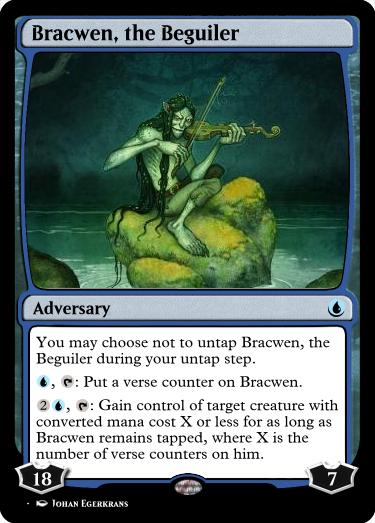 Bracwen, the Beguiler
Adversary
You may choose not to untap Bracwen, the
Beguiler during your untap step.
, : Put a verse counter on Bracwen.
2 , : Gain control of target creature with
converted mana cost X or less for as long as
Bracwen remains tapped, where X is the
number of verse counters on him.
18
7
Johan Egerkrans